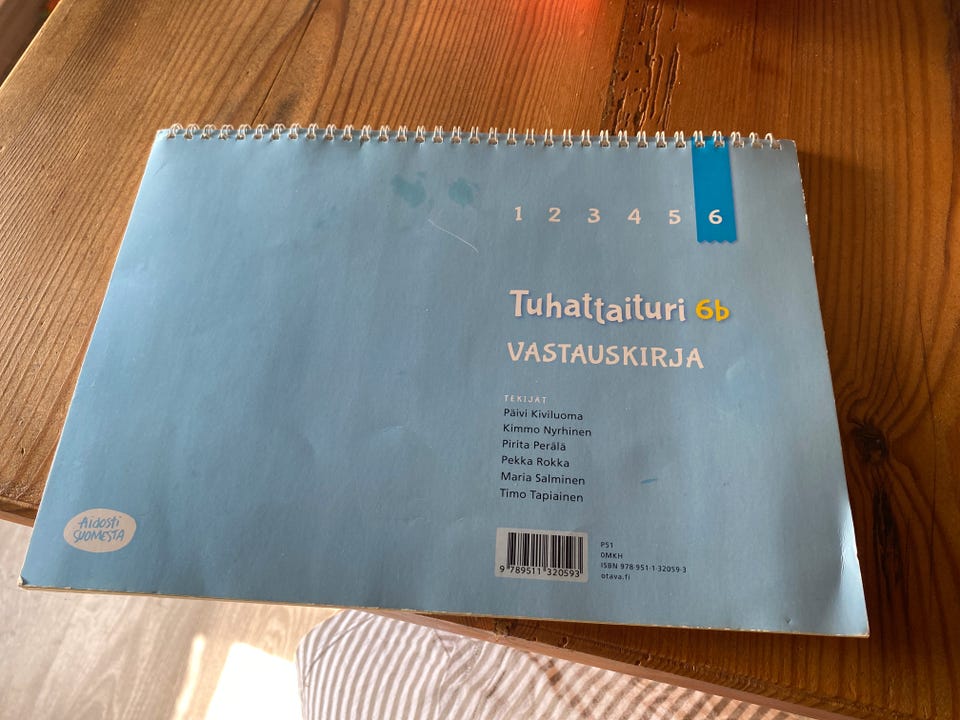 1 2 3 4 5 6
Tuhattaituri 6b
VASTAUSKIRJA
TEKIJÄT
Päivi Kiviluoma
Kimmo Nyrhinen
Pirita Perälä
Pekka Rokka
Maria Salminen
Timo Tapiainen
Aidosti
SUOMESTA
9 789511 320593
P51
0MKH
ISBN 978-951-1-32059-3
otava.fi